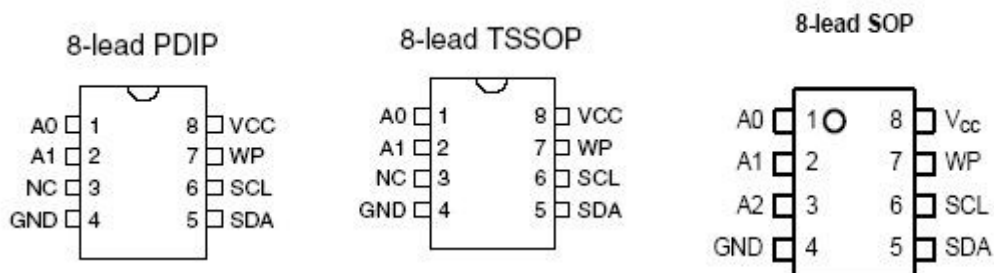 8-lead PDIP
A0 1 8 VCC
A1 2 7 WP
NC 3 6 SCL
GND 4 5 SDA
8-lead TSSOP
A0 1 8 VCC
A1 2 7 WP
NC 3 6 SCL
GND 4 5 SDA
8-lead SOP
A0 1 8 Vcc
A1 2 7 WP
A2 3 6 SCL
GND 4 5 SDA